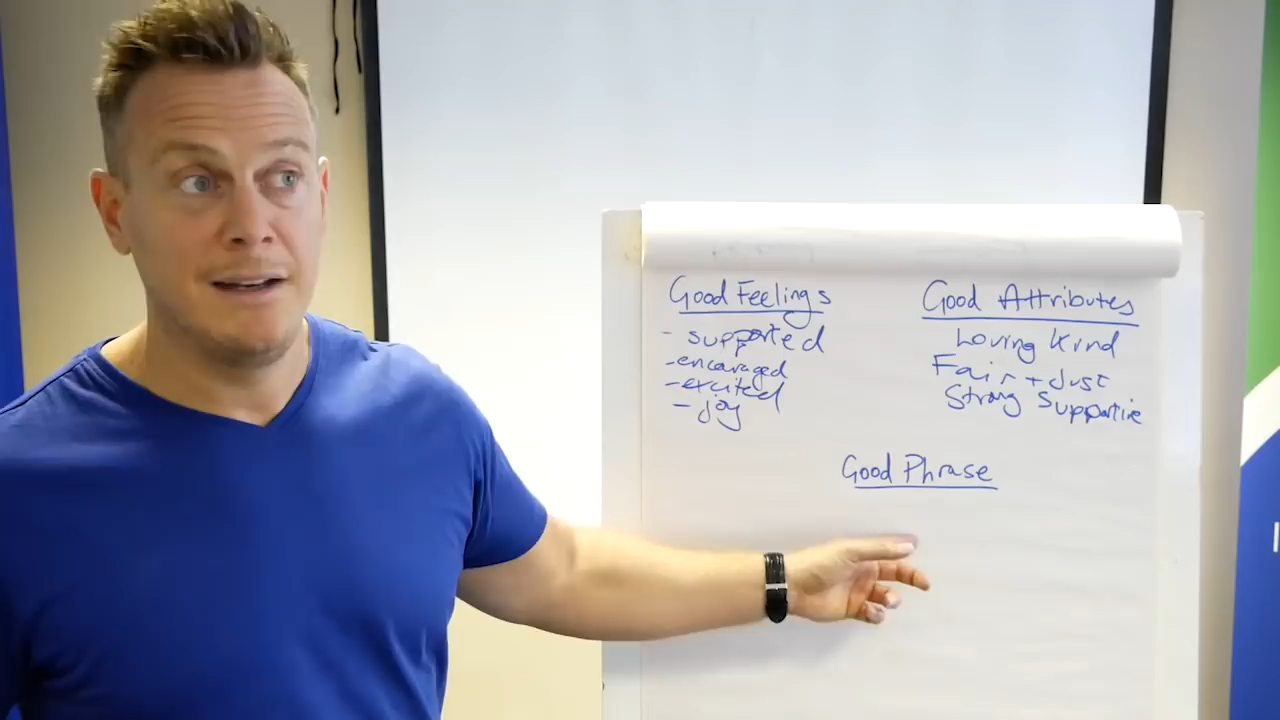 Good Feelings
- supported
- encouraged
- excited
- joy
Good Attributes
Loving Kind
Fair + Just
Strong Supportive
Good Phrase